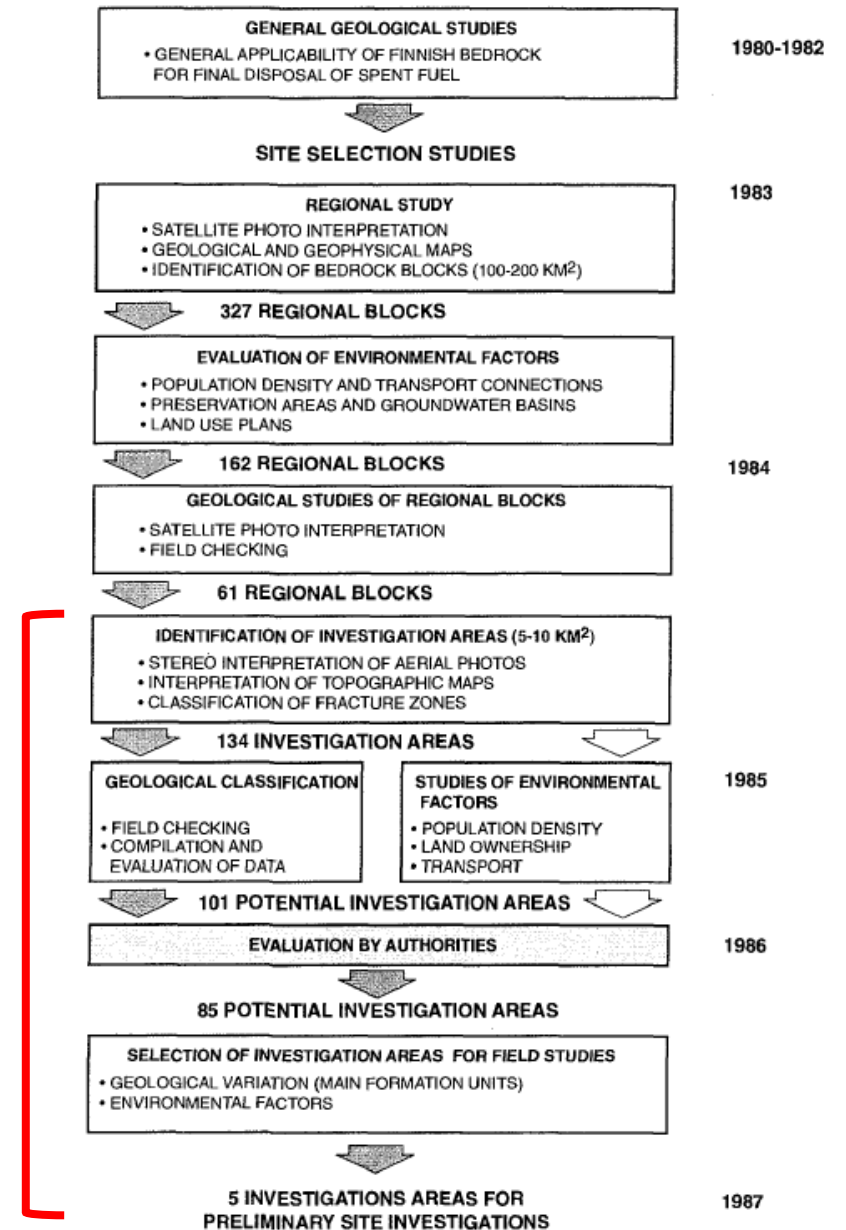 GENERAL GEOLOGICAL STUDIES
• GENERAL APPLICABILITY OF FINNISH BEDROCK
FOR FINAL DISPOSAL OF SPENT FUEL
1980-1982
SITE SELECTION STUDIES
1983
REGIONAL STUDY
• SATELLITE PHOTO INTERPRETATION
• GEOLOGICAL AND GEOPHYSICAL MAPS
• IDENTIFICATION OF BEDROCK BLOCKS (100-200 KM²)
327 REGIONAL BLOCKS
EVALUATION OF ENVIRONMENTAL FACTORS
• POPULATION DENSITY AND TRANSPORT CONNECTIONS
• PRESERVATION AREAS AND GROUNDWATER BASINS
• LAND USE PLANS
162 REGIONAL BLOCKS
1984
GEOLOGICAL STUDIES OF REGIONAL BLOCKS
• SATELLITE PHOTO INTERPRETATION
• FIELD CHECKING
61 REGIONAL BLOCKS
IDENTIFICATION OF INVESTIGATION AREAS (5-10 KM²)
• STEREO INTERPRETATION OF AERIAL PHOTOS
• INTERPRETATION OF TOPOGRAPHIC MAPS
• CLASSIFICATION OF FRACTURE ZONES
134 INVESTIGATION AREAS
GEOLOGICAL CLASSIFICATION
• FIELD CHECKING
• COMPILATION AND
EVALUATION OF DATA
STUDIES OF ENVIRONMENTAL
FACTORS
• POPULATION DENSITY
• LAND OWNERSHIP
• TRANSPORT
1985
101 POTENTIAL INVESTIGATION AREAS
EVALUATION BY AUTHORITIES
1986
85 POTENTIAL INVESTIGATION AREAS
SELECTION OF INVESTIGATION AREAS FOR FIELD STUDIES
• GEOLOGICAL VARIATION (MAIN FORMATION UNITS)
• ENVIRONMENTAL FACTORS
5 INVESTIGATIONS AREAS FOR
PRELIMINARY SITE INVESTIGATIONS
1987